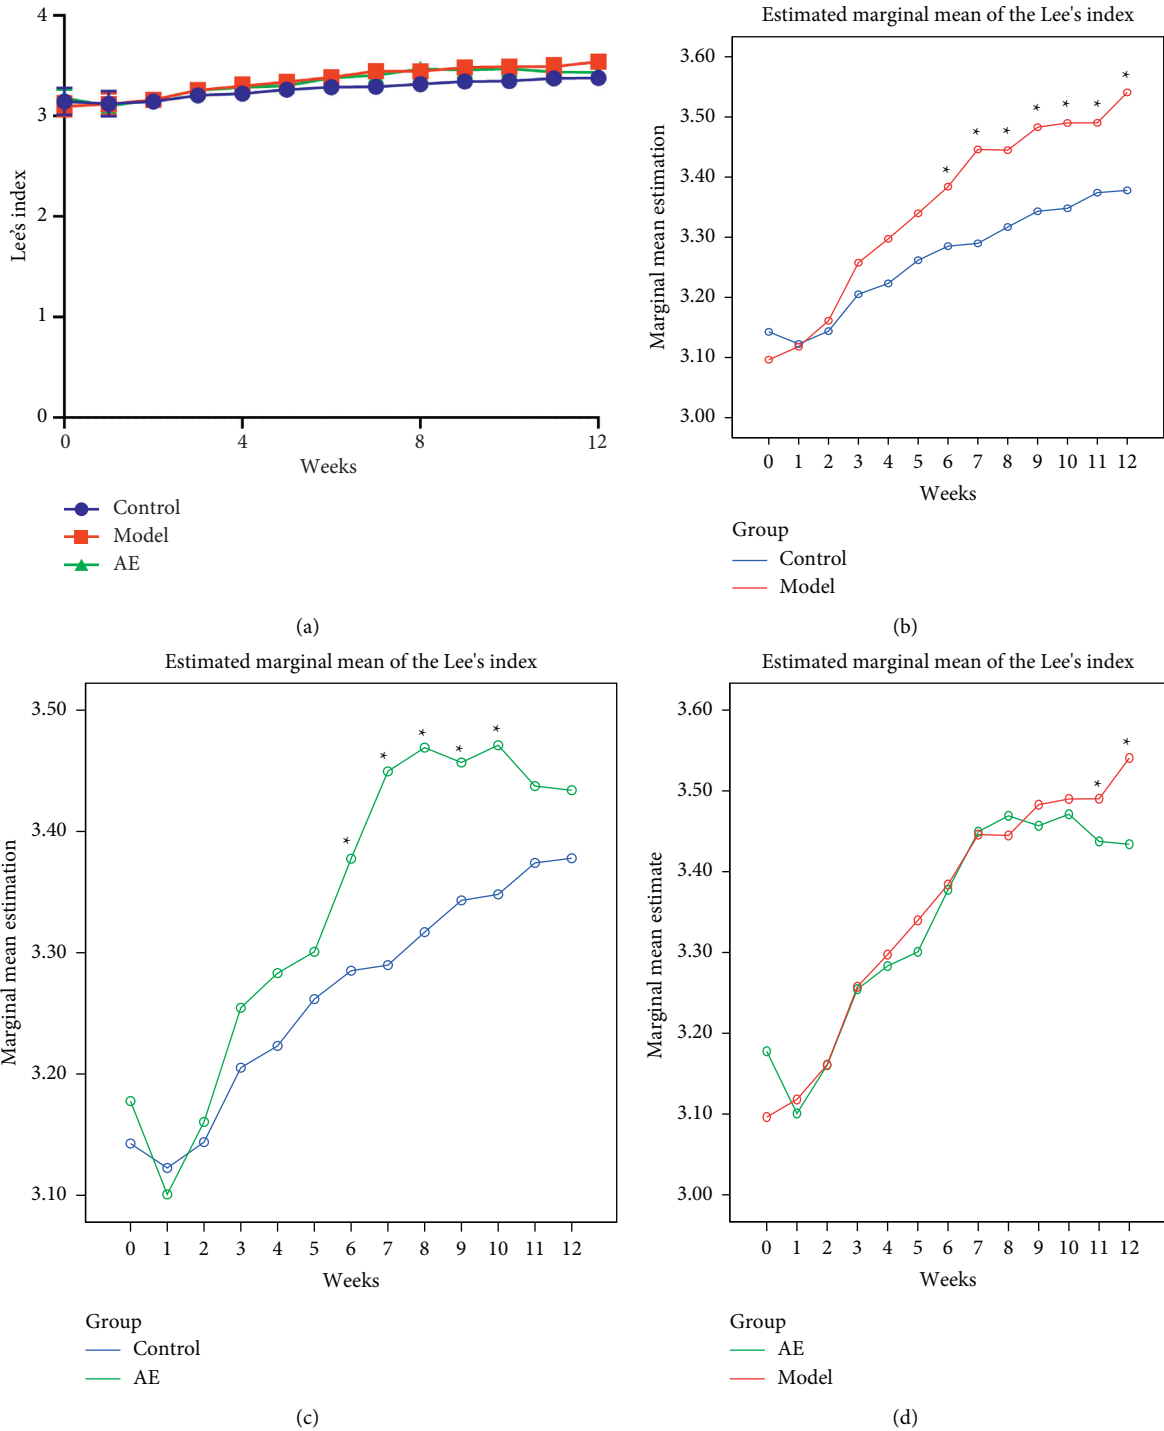 4
3
2
1
0
Lee's index
0 4 8 12
Weeks
Control
Model
AE
(a)
Estimated marginal mean of the Lee's index
3.60
3.50
3.40
3.30
3.20
3.10
3.00
Marginal mean estimation
* * * * * * *
0 1 2 3 4 5 6 7 8 9 10 11 12
Weeks
Group
Control
Model
(b)
Estimated marginal mean of the Lee's index
3.50
3.40
3.30
3.20
3.10
Marginal mean estimation
* * * * *
0 1 2 3 4 5 6 7 8 9 10 11 12
Weeks
Group
Control
AE
(c)
Estimated marginal mean of the Lee's index
3.60
3.50
3.40
3.30
3.20
3.10
3.00
Marginal mean estimate
* *
0 1 2 3 4 5 6 7 8 9 10 11 12
Weeks
Group
AE
Model
(d)